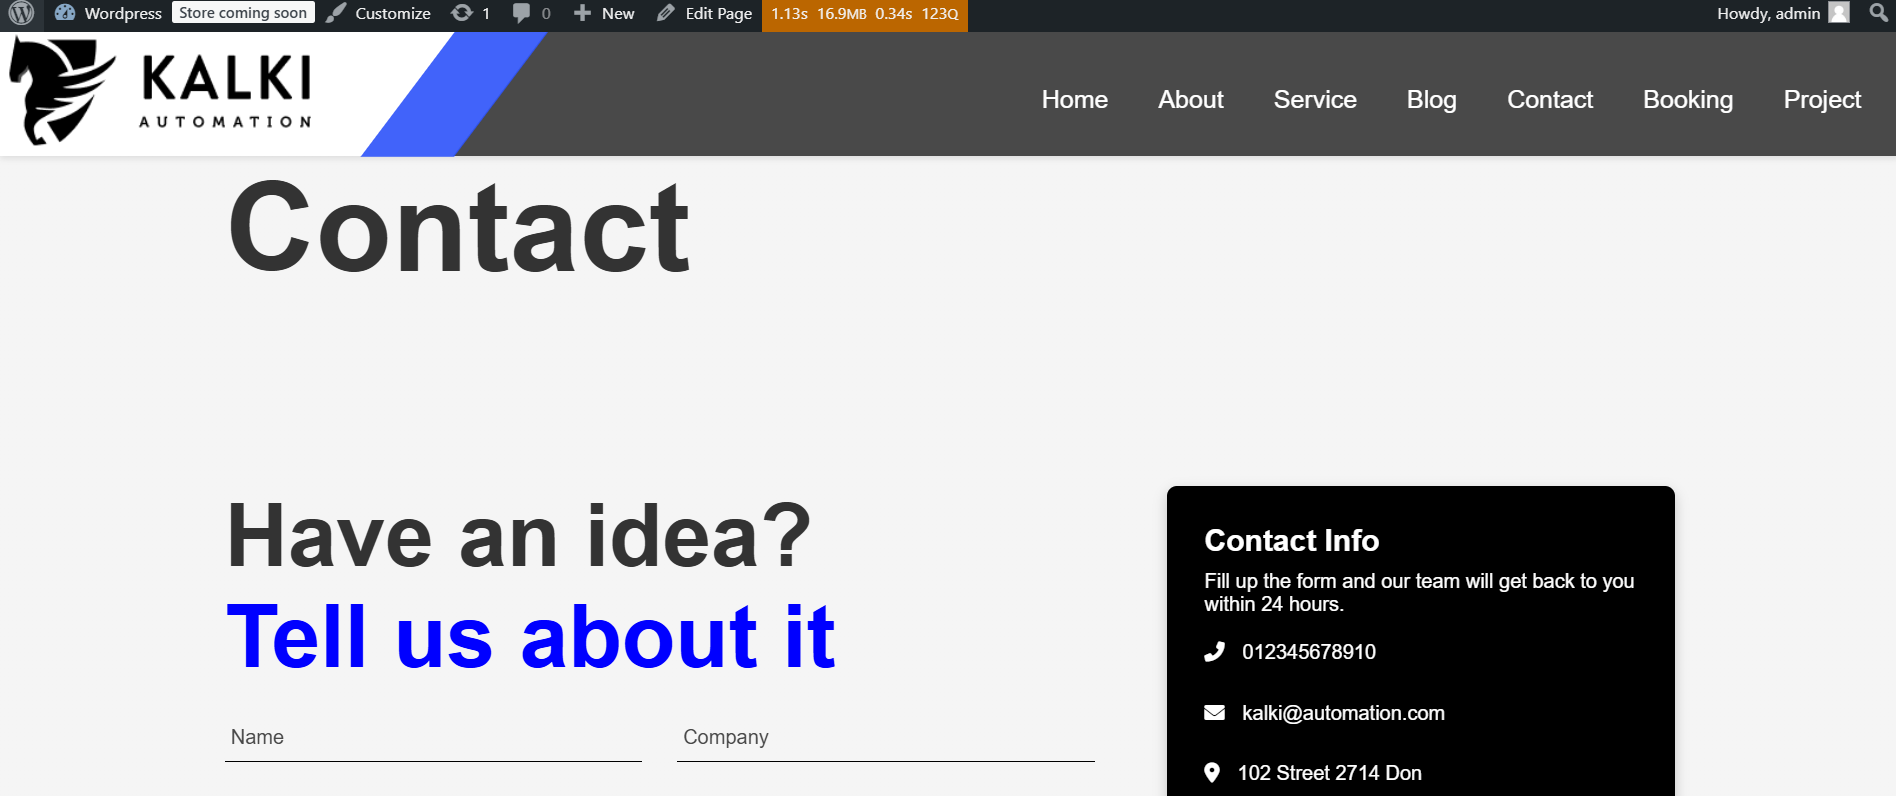 Wordpress Store coming soon Customize 1 0 New Edit Page 1.13s 16.9MB 0.34s 123Q Howdy, admin
KALKI
AUTOMATION
Home About Service Blog Contact Booking Project
Contact
Have an idea?
Tell us about it
Name Company
Contact Info
Fill up the form and our team will get back to you
within 24 hours.
012345678910
kalki@automation.com
102 Street 2714 Don